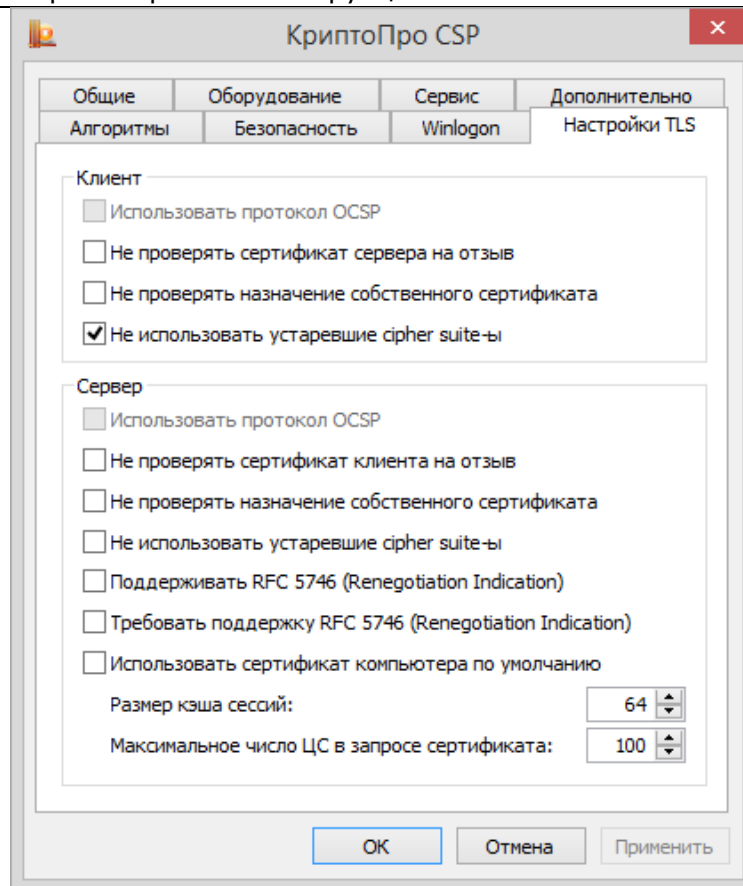 КриптоПро CSP
Общие Оборудование Сервис Дополнительно
Алгоритмы Безопасность Winlogon Настройки TLS
Клиент
Использовать протокол OCSP
Не проверять сертификат сервера на отзыв
Не проверять назначение собственного сертификата
Не использовать устаревшие cipher suite-ы
Сервер
Использовать протокол OCSP
Не проверять сертификат клиента на отзыв
Не проверять назначение собственного сертификата
Не использовать устаревшие cipher suite-ы
Поддерживать RFC 5746 (Renegotiation Indication)
Требовать поддержку RFC 5746 (Renegotiation Indication)
Использовать сертификат компьютера по умолчанию
Размер кэша сессий: 64
Максимальное число ЦС в запросе сертификата: 100
ОК Отмена Применить